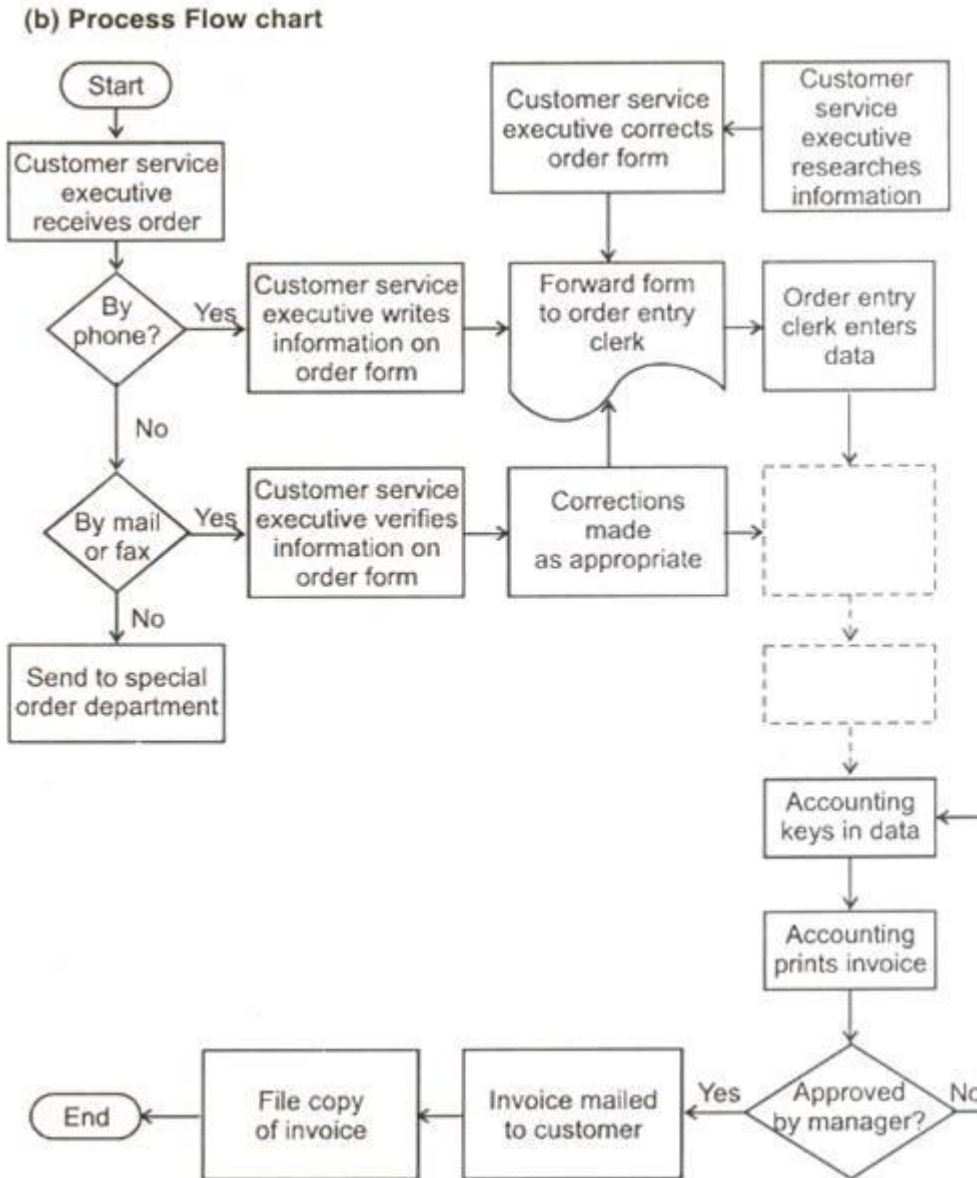 (b) Process Flow chart
Start
Customer service
executive
receives order
By
phone?
Yes
Customer service
executive writes
information on
order form
Customer service
executive corrects
order form
Customer
service
executive
researches
information
Forward form
to order entry
clerk
Order entry
clerk enters
data
No
By mail
or fax
Yes
Customer service
executive verifies
information on
order form
Corrections
made
as appropriate
No
Send to special
order department
Accounting
keys in data
Accounting
prints invoice
Approved
by manager?
No
Yes
Invoice mailed
to customer
File copy
of invoice
End